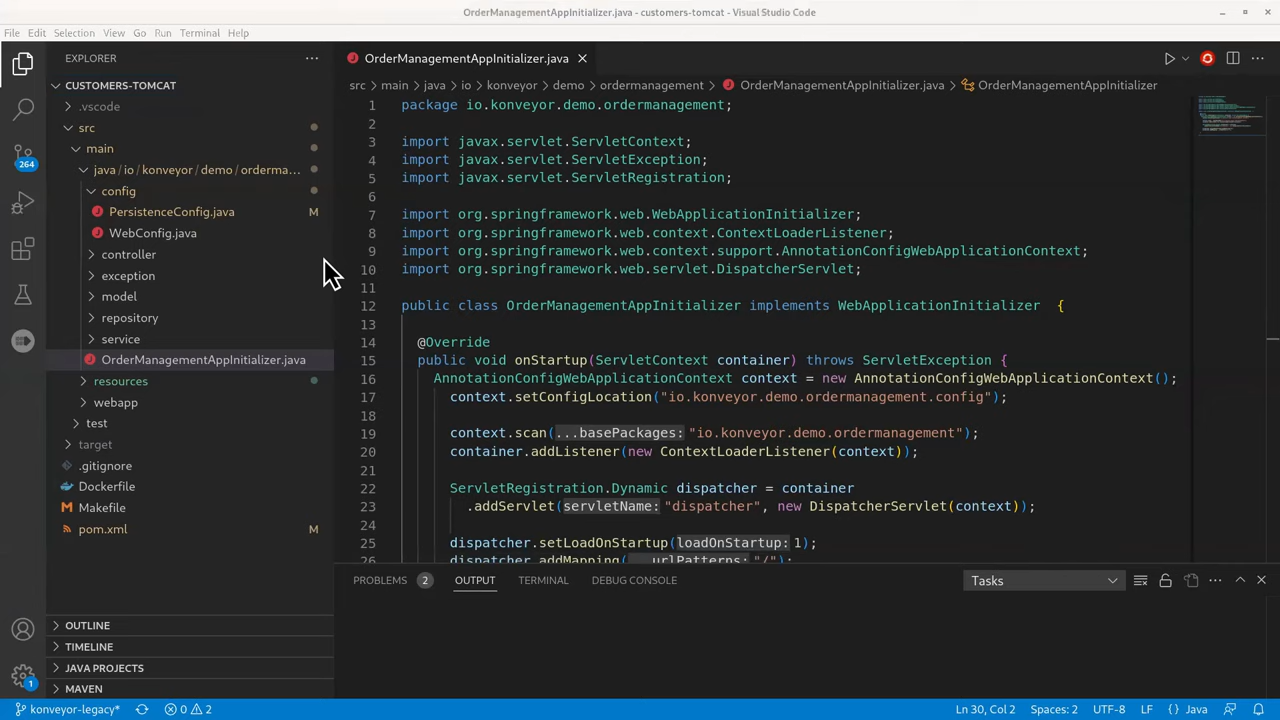 OrderManagementAppInitializer.java - customers-tomcat - Visual Studio Code
File Edit Selection View Go Run Terminal Help
EXPLORER
CUSTOMERS-TOMCAT
.vscode
src
main
java / io / konveyor / demo / orderma...
config
PersistenceConfig.java M
WebConfig.java
controller
exception
model
repository
service
OrderManagementAppInitializer.java
resources
webapp
test
target
.gitignore
Dockerfile
Makefile
pom.xml M
OUTLINE
TIMELINE
JAVA PROJECTS
MAVEN
264
1
OrderManagementAppInitializer.java
src > main > java > io > konveyor > demo > ordermanagement > OrderManagementAppInitializer.java > OrderManagementAppInitializer
1 package io.konveyor.demo.ordermanagement;
2
3 import javax.servlet.ServletContext;
4 import javax.servlet.ServletException;
5 import javax.servlet.ServletRegistration;
6
7 import org.springframework.web.WebApplicationInitializer;
8 import org.springframework.web.context.ContextLoaderListener;
9 import org.springframework.web.context.support.AnnotationConfigWebApplicationContext;
10 import org.springframework.web.servlet.DispatcherServlet;
11
12 public class OrderManagementAppInitializer implements WebApplicationInitializer {
13
14 @Override
15 public void onStartup(ServletContext container) throws ServletException {
16 AnnotationConfigWebApplicationContext context = new AnnotationConfigWebApplicationContext();
17 context.setConfigLocation("io.konveyor.demo.ordermanagement.config");
18
19 context.scan(...basePackages: "io.konveyor.demo.ordermanagement");
20 container.addListener(new ContextLoaderListener(context));
21
22 ServletRegistration.Dynamic dispatcher = container
23 .addServlet(servletName: "dispatcher", new DispatcherServlet(context));
24
25 dispatcher.setLoadOnStartup(loadOnStartup: 1);
26 dispatcher.addMapping(...urlPatterns: "/");
PROBLEMS 2 OUTPUT TERMINAL DEBUG CONSOLE Tasks
konveyor-legacy* 0 2 Ln 30, Col 2 Spaces: 2 UTF-8 LF {} Java